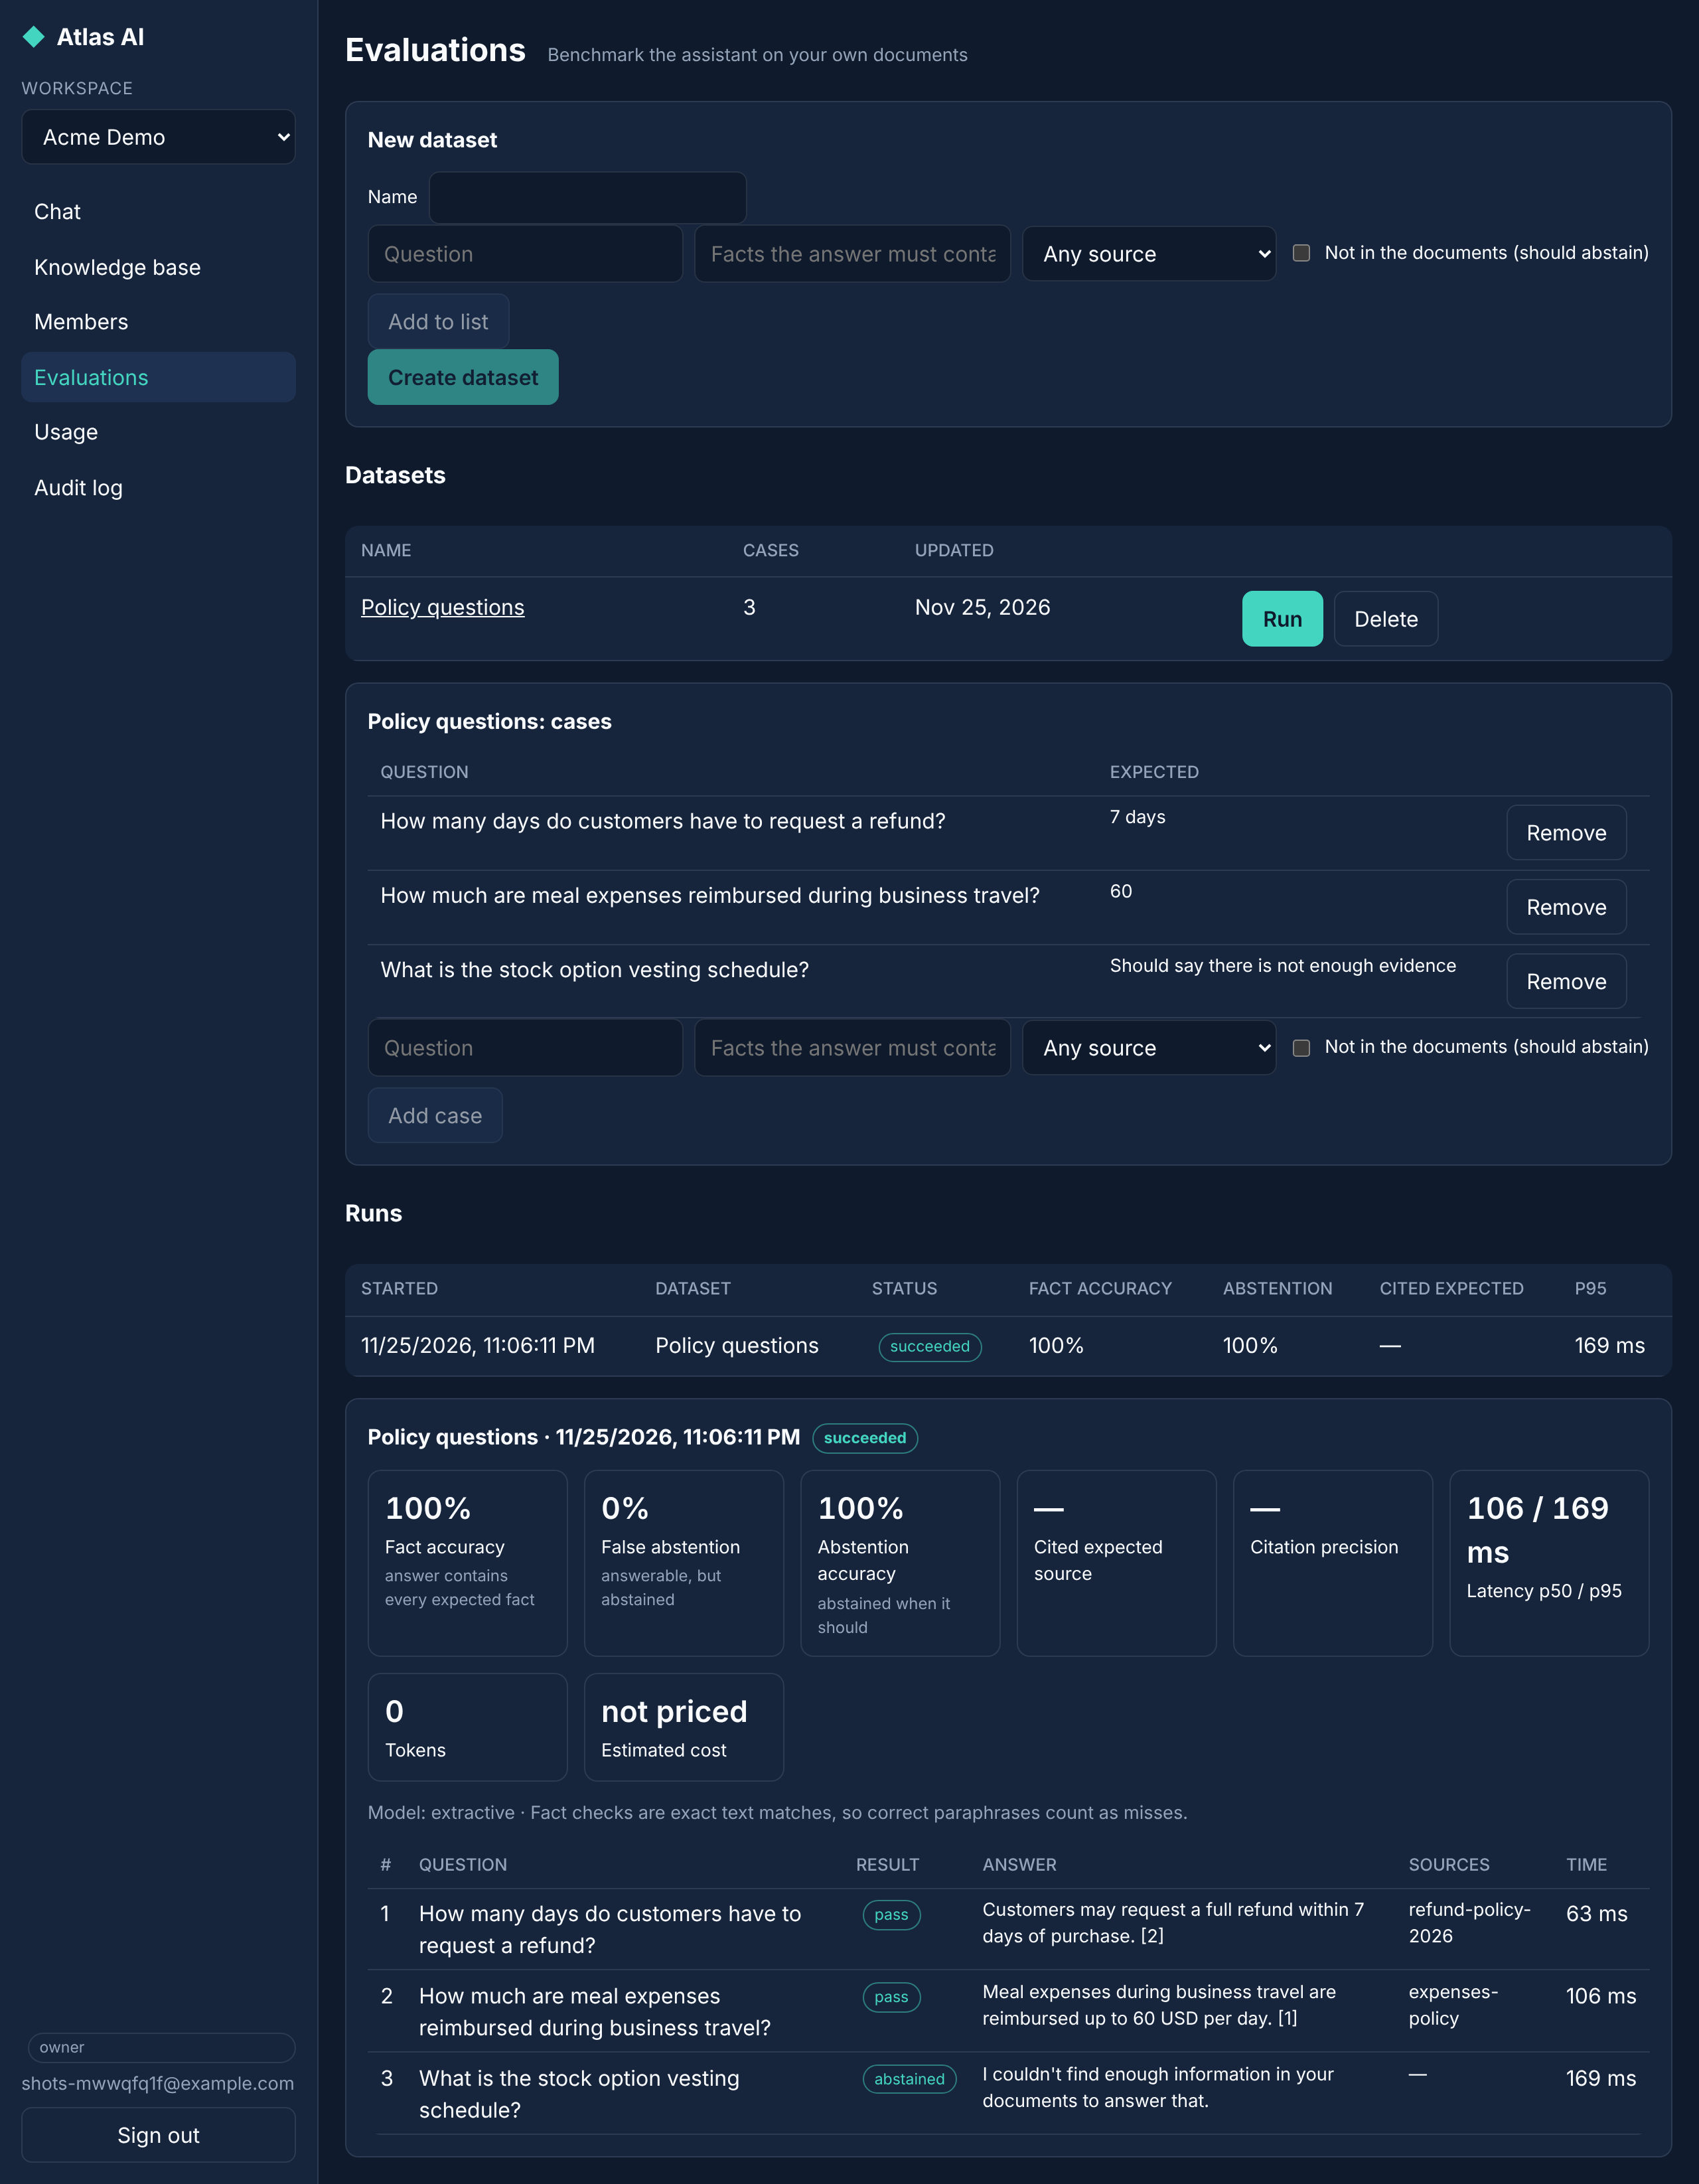 Atlas AI
WORKSPACE
Acme Demo
Chat
Knowledge base
Members
Evaluations
Usage
Audit log
owner
shots-mwwqfq1f@example.com
Sign out
Evaluations Benchmark the assistant on your own documents
New dataset
Name
Question Facts the answer must conta Any source Not in the documents (should abstain)
Add to list
Create dataset
Datasets
NAME CASES UPDATED
Policy questions 3 Nov 25, 2026 Run Delete
Policy questions: cases
QUESTION EXPECTED
How many days do customers have to request a refund? 7 days Remove
How much are meal expenses reimbursed during business travel? 60 Remove
What is the stock option vesting schedule? Should say there is not enough evidence Remove
Question Facts the answer must conta Any source Not in the documents (should abstain)
Add case
Runs
STARTED DATASET STATUS FACT ACCURACY ABSTENTION CITED EXPECTED P95
11/25/2026, 11:06:11 PM Policy questions succeeded 100% 100% — 169 ms
Policy questions · 11/25/2026, 11:06:11 PM succeeded
100%
Fact accuracy
answer contains
every expected fact
0%
False abstention
answerable, but
abstained
100%
Abstention
accuracy
abstained when it
should
—
Cited expected
source
—
Citation precision
106 / 169
ms
Latency p50 / p95
0
Tokens
not priced
Estimated cost
Model: extractive · Fact checks are exact text matches, so correct paraphrases count as misses.
# QUESTION RESULT ANSWER SOURCES TIME
1 How many days do customers have to pass Customers may request a full refund within 7 refund-policy- 63 ms
request a refund? days of purchase. [2] 2026
2 How much are meal expenses pass Meal expenses during business travel are expenses- 106 ms
reimbursed during business travel? reimbursed up to 60 USD per day. [1] policy
3 What is the stock option vesting abstained I couldn't find enough information in your — 169 ms
schedule? documents to answer that.